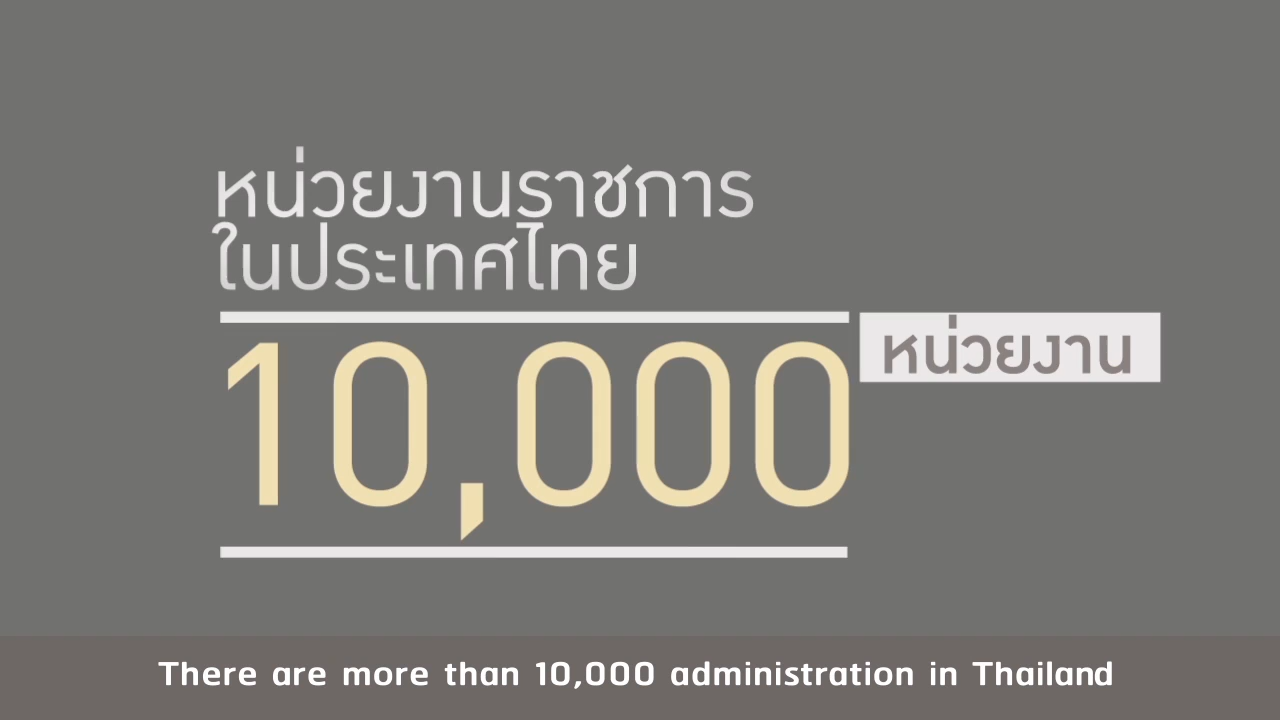 หน่วยงานราชการ
ในประเทศไทย
10,000
หน่วยงาน
There are more than 10,000 administration in Thailand